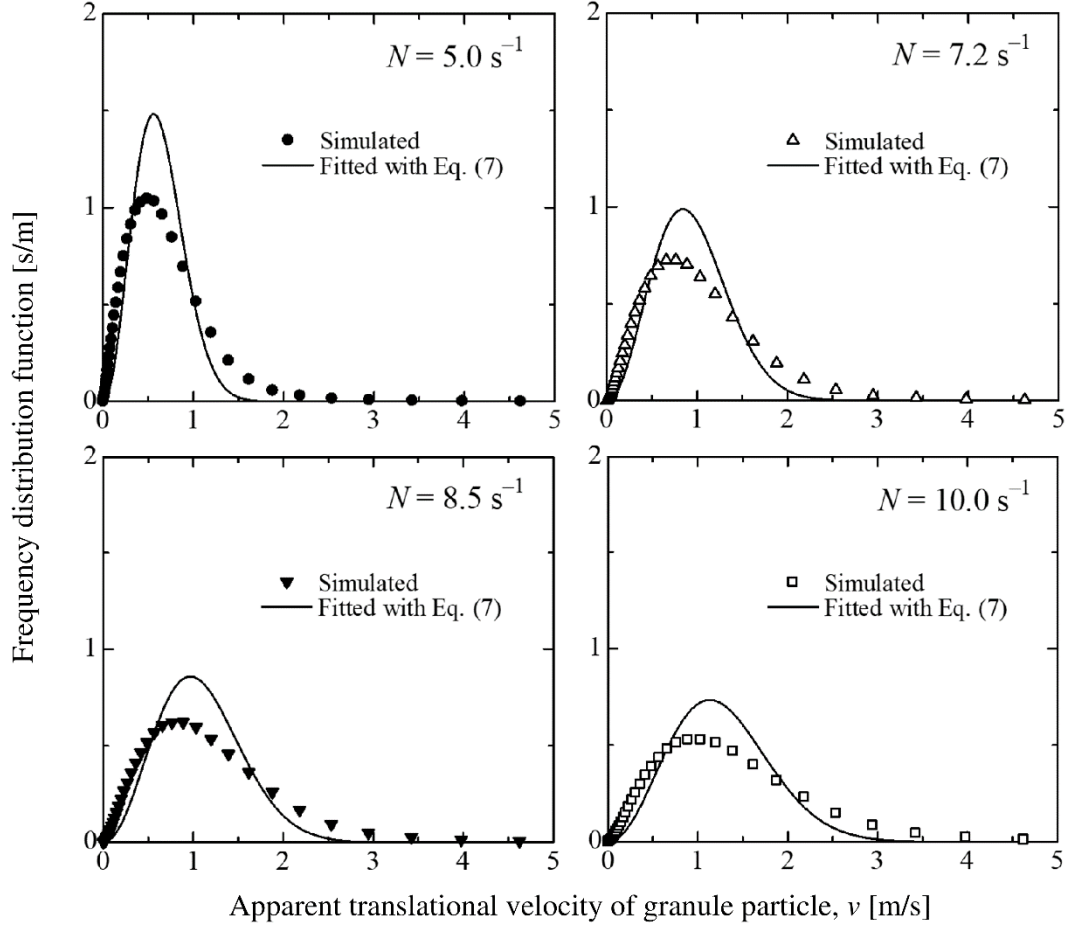 Frequency distribution function [s/m]
2
1
0
N = 5.0 s⁻¹
Simulated
Fitted with Eq. (7)
0 1 2 3 4 5
2
1
0
N = 7.2 s⁻¹
Simulated
Fitted with Eq. (7)
0 1 2 3 4 5
2
1
0
N = 8.5 s⁻¹
Simulated
Fitted with Eq. (7)
0 1 2 3 4 5
2
1
0
N = 10.0 s⁻¹
Simulated
Fitted with Eq. (7)
0 1 2 3 4 5
Apparent translational velocity of granule particle, v [m/s]